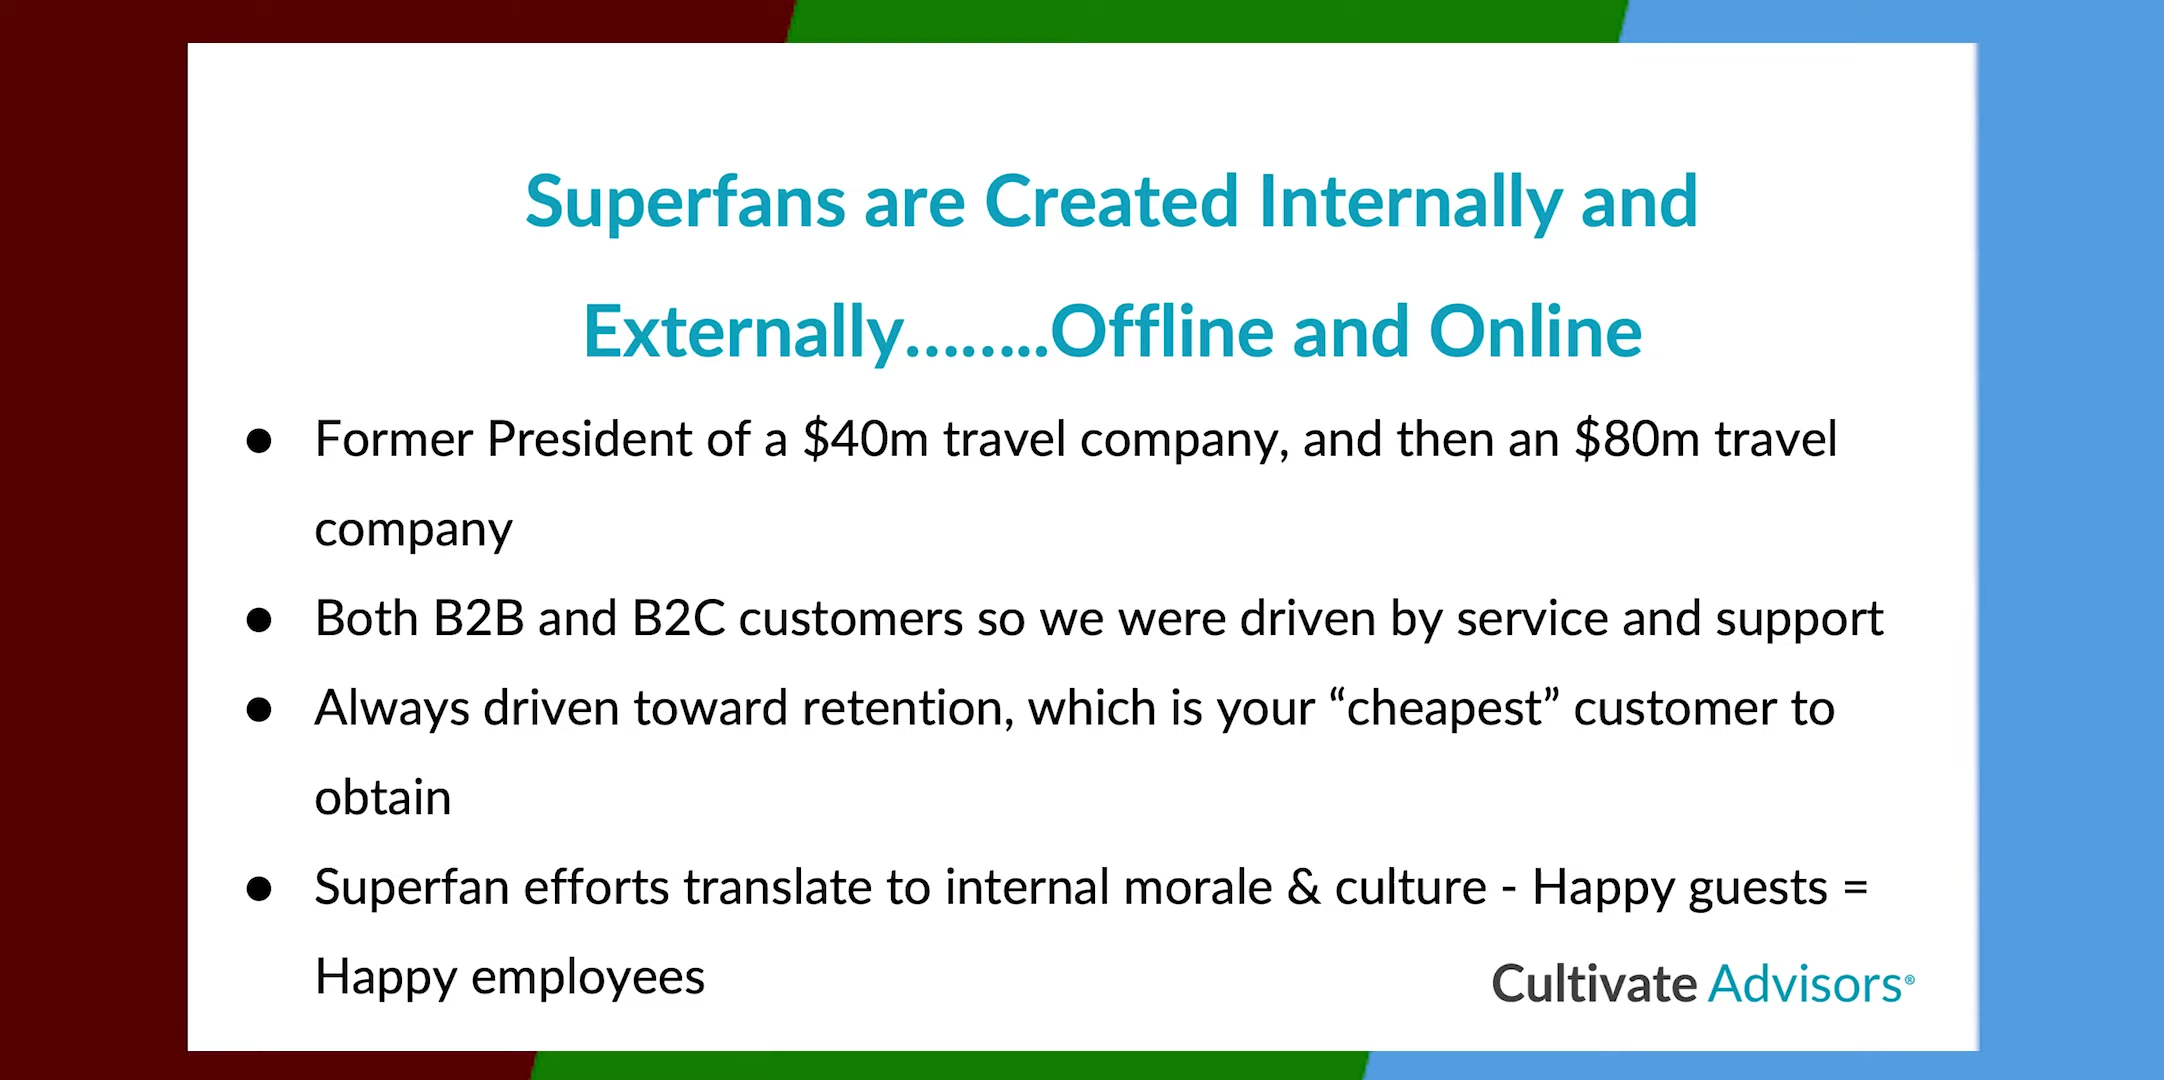 Superfans are Created Internally and
Externally........Offline and Online
● Former President of a $40m travel company, and then an $80m travel
company
● Both B2B and B2C customers so we were driven by service and support
● Always driven toward retention, which is your “cheapest” customer to
obtain
● Superfan efforts translate to internal morale & culture - Happy guests =
Happy employees
Cultivate Advisors®